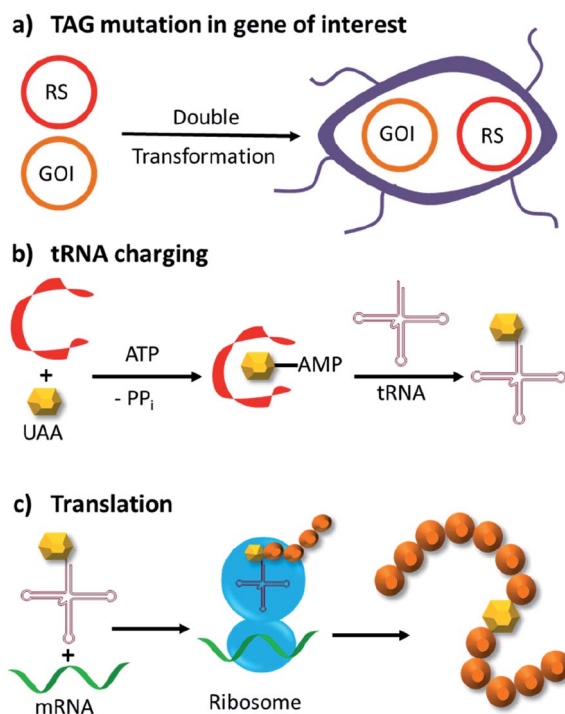 a) TAG mutation in gene of interest
RS
GOI
Double
Transformation
GOI
RS
b) tRNA charging
+
UAA
ATP
- PPi
AMP
tRNA
c) Translation
+
mRNA
Ribosome